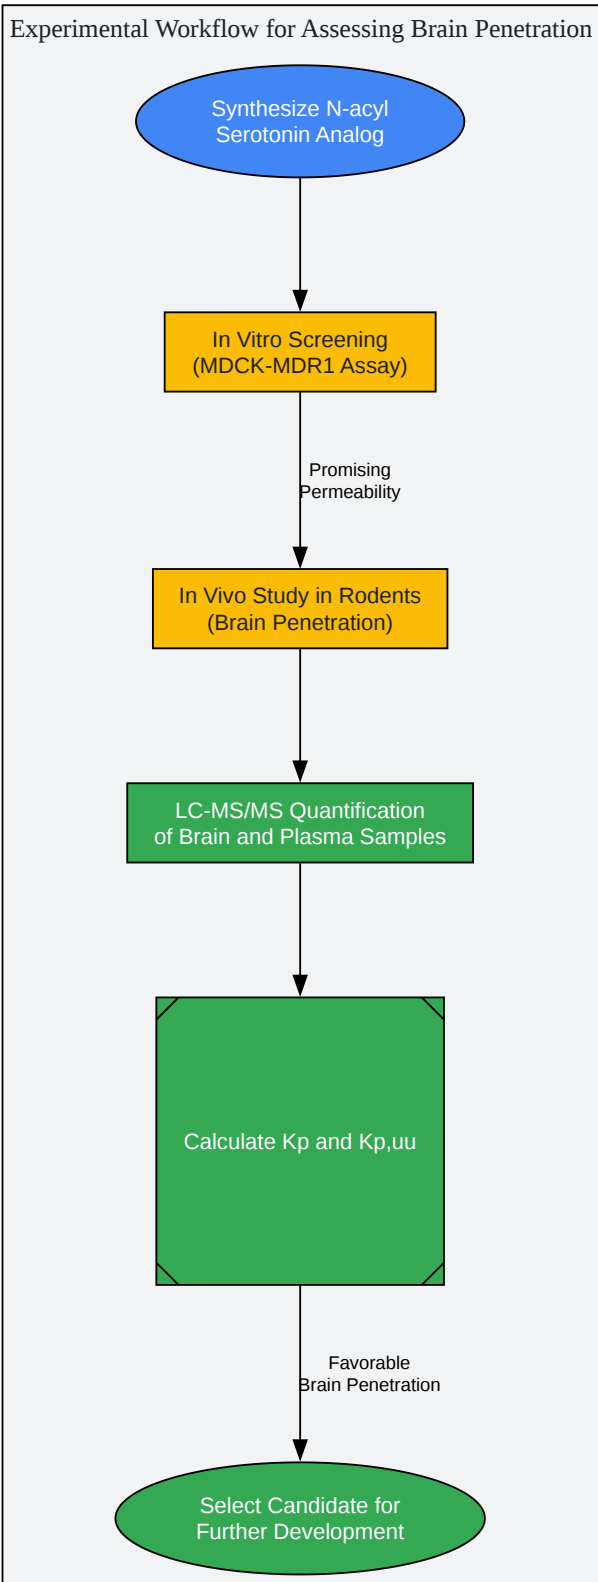 Experimental Workflow for Assessing Brain Penetration
Synthesize N-acyl
Serotonin Analog
In Vitro Screening
(MDCK-MDR1 Assay)
Promising
Permeability
In Vivo Study in Rodents
(Brain Penetration)
LC-MS/MS Quantification
of Brain and Plasma Samples
Calculate Kp and Kp,uu
Favorable
Brain Penetration
Select Candidate for
Further Development